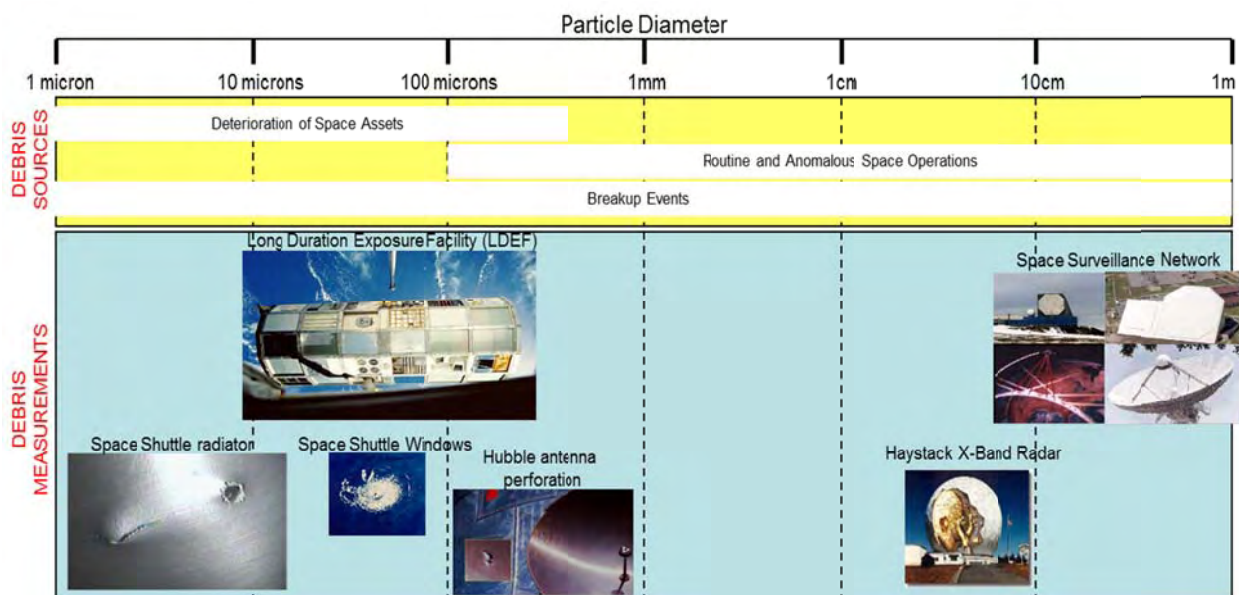 Particle Diameter
1 micron 10 microns 100 microns 1mm 1cm 10cm 1m
DEBRIS
SOURCES
Deterioration of Space Assets
Routine and Anomalous Space Operations
Breakup Events
DEBRIS
MEASUREMENTS
Long Duration Exposure Facility (LDEF)
Space Surveillance Network
Space Shuttle radiator
Space Shuttle Windows
Hubble antenna
perforation
Haystack X-Band Radar